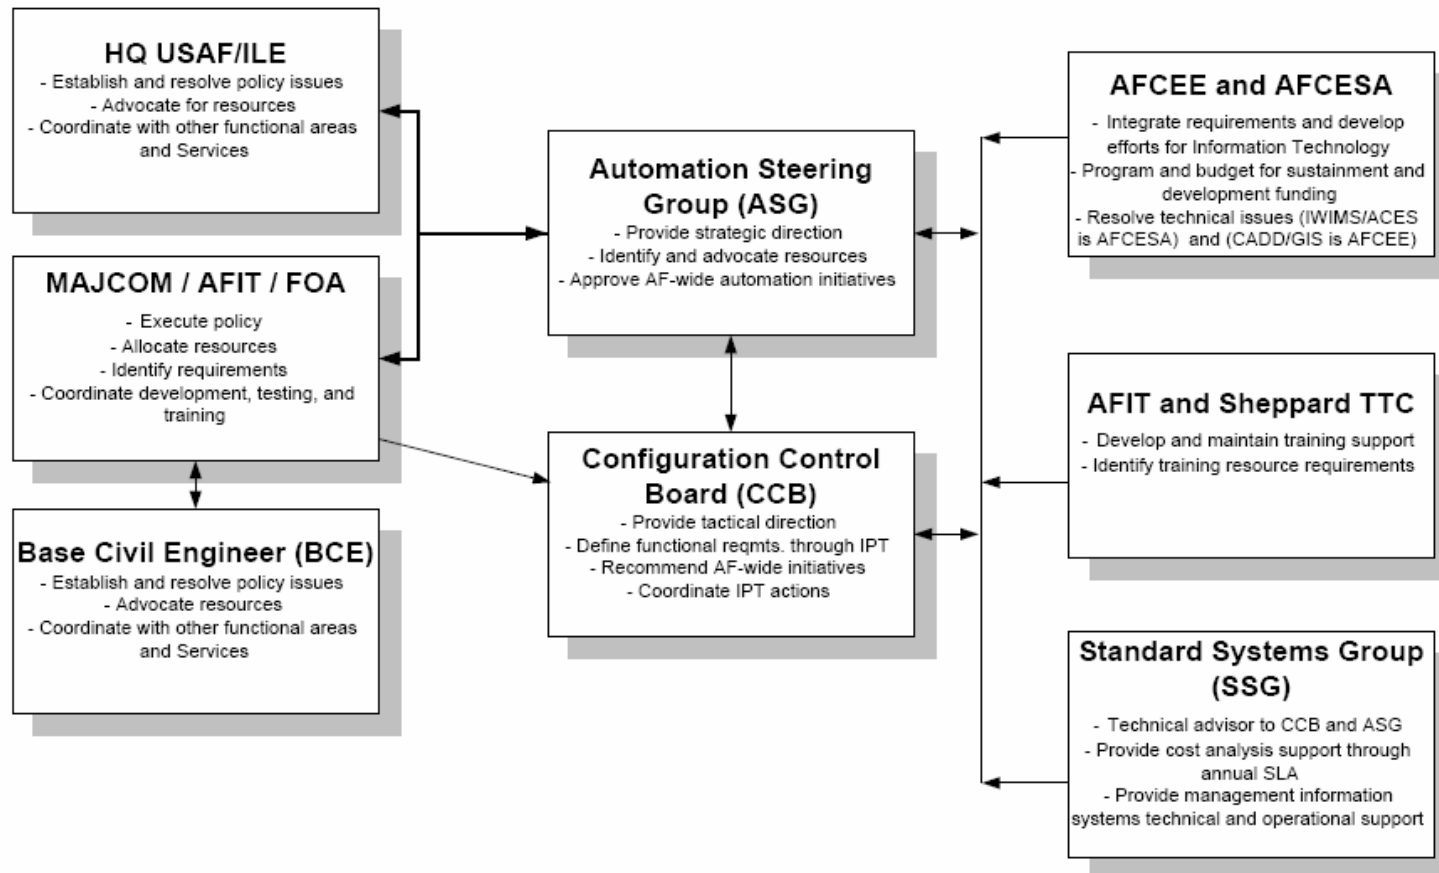 HQ USAF/ILE
- Establish and resolve policy issues
- Advocate for resources
- Coordinate with other functional areas
and Services
MAJCOM / AFIT / FOA
- Execute policy
- Allocate resources
- Identify requirements
- Coordinate development, testing, and
training
Base Civil Engineer (BCE)
- Establish and resolve policy issues
- Advocate resources
- Coordinate with other functional areas
and Services
Automation Steering
Group (ASG)
- Provide strategic direction
- Identify and advocate resources
- Approve AF-wide automation initiatives
Configuration Control
Board (CCB)
- Provide tactical direction
- Define functional reqmts. through IPT
- Recommend AF-wide initiatives
- Coordinate IPT actions
AFCEE and AFCESA
- Integrate requirements and develop
efforts for Information Technology
- Program and budget for sustainment and
development funding
- Resolve technical issues (IWIMS/ACES
is AFCESA) and (CADD/GIS is AFCEE)
AFIT and Sheppard TTC
- Develop and maintain training support
- Identify training resource requirements
Standard Systems Group
(SSG)
- Technical advisor to CCB and ASG
- Provide cost analysis support through
annual SLA
- Provide management information
systems technical and operational support